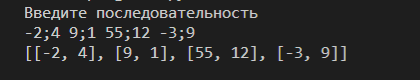 Введите последовательность
-2;4 9;1 55;12 -3;9
[[-2, 4], [9, 1], [55, 12], [-3, 9]]